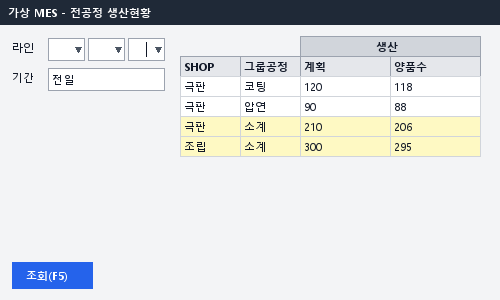 가상 MES - 전공정 생산현황
라인
기간 전일
생산
SHOP 그룹공정 계획 양품수
극판 코팅 120 118
극판 압연 90 88
극판 소계 210 206
조립 소계 300 295
조회(F5)